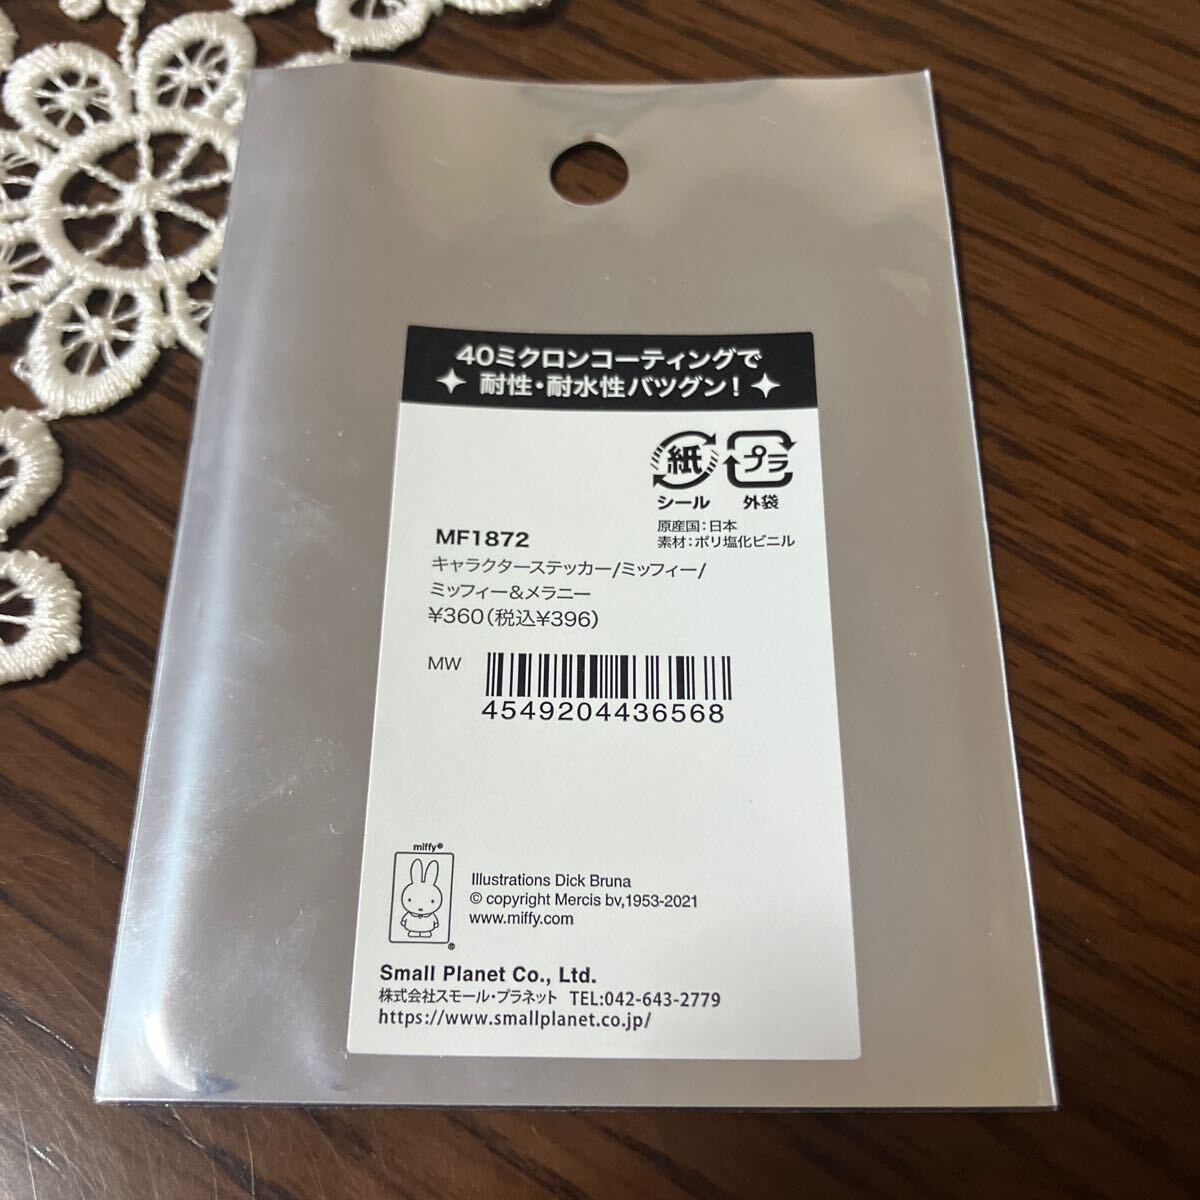 40ミクロンコーティングで
耐性・耐水性バツグン!
紙
プラ
シール
外袋
原産国:日本
素材:ポリ塩化ビニル
MF1872
キャラクターステッカー/ミッフィー/
ミッフィー&メラニー
¥360(税込¥396)
MW
4549204436568
miffy®
®
Illustrations Dick Bruna
© copyright Mercis bv,1953-2021
www.miffy.com
Small Planet Co., Ltd.
株式会社スモール・プラネット TEL:042-643-2779
https://www.smallplanet.co.jp/